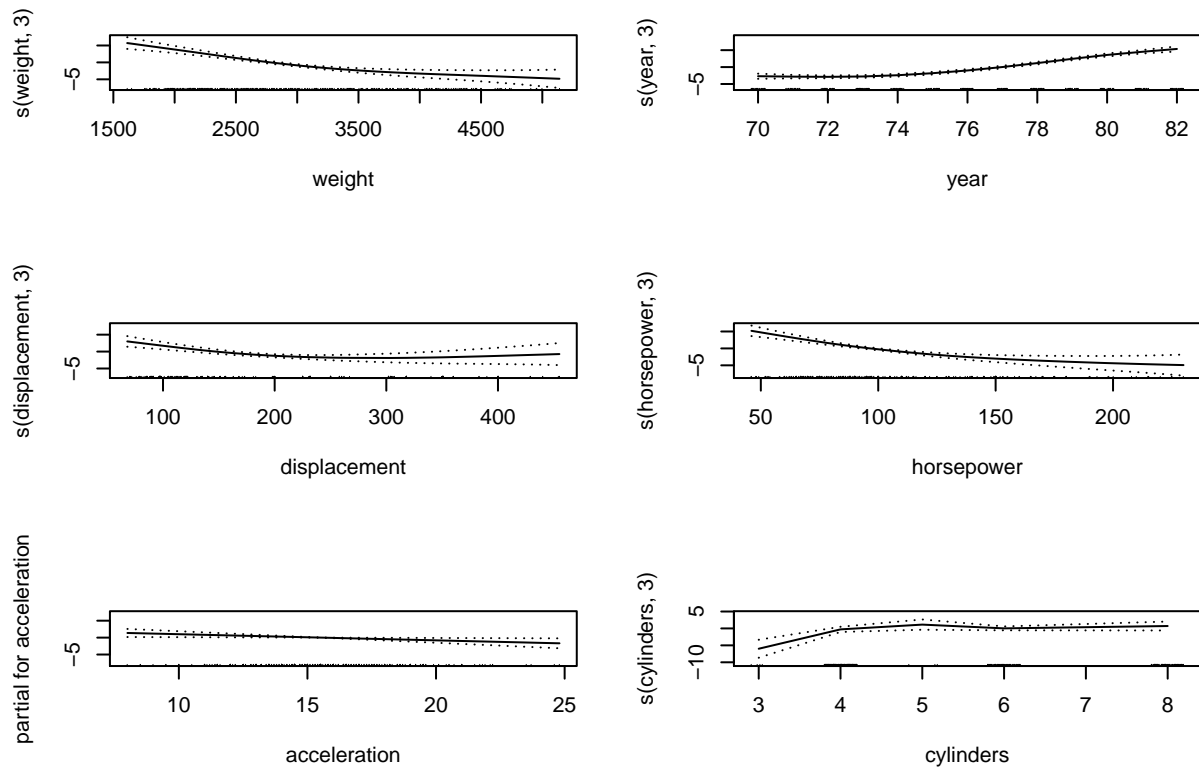 s(weight, 3)
−5
1500 2500 3500 4500
weight
s(year, 3)
−5
70 72 74 76 78 80 82
year
s(displacement, 3)
−5
100 200 300 400
displacement
s(horsepower, 3)
−5
50 100 150 200
horsepower
partial for acceleration
−5
10 15 20 25
acceleration
s(cylinders, 3)
5
−10
3 4 5 6 7 8
cylinders